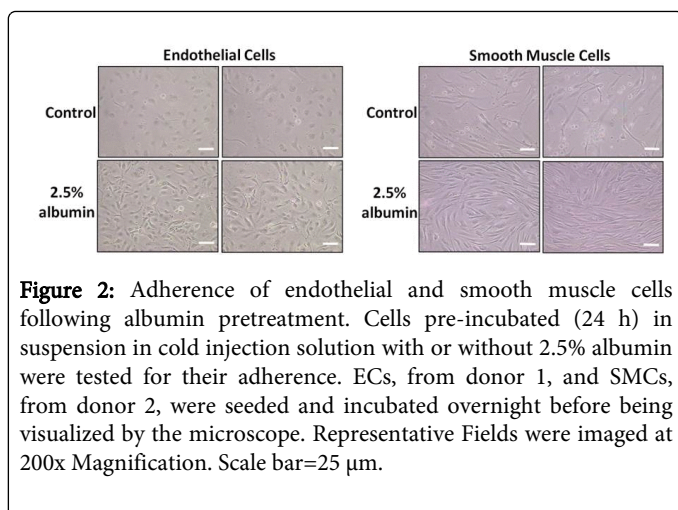 Endothelial Cells
Smooth Muscle Cells
Control
Control
2.5%
albumin
2.5%
albumin
Figure 2: Adherence of endothelial and smooth muscle cells
following albumin pretreatment. Cells pre-incubated (24 h) in
suspension in cold injection solution with or without 2.5% albumin
were tested for their adherence. ECs, from donor 1, and SMCs,
from donor 2, were seeded and incubated overnight before being
visualized by the microscope. Representative Fields were imaged at
200x Magnification. Scale bar=25 μm.